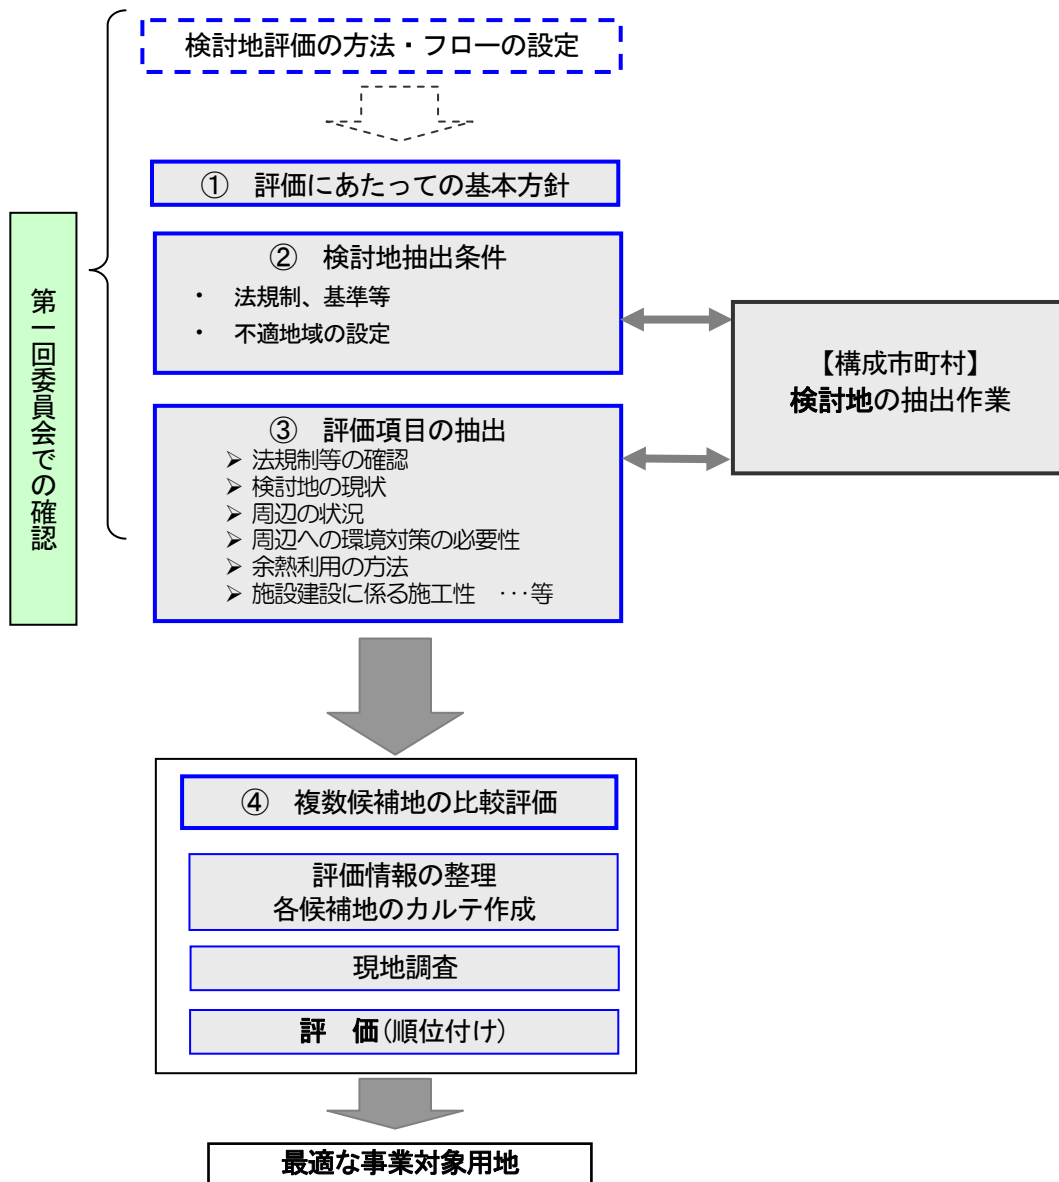 検討地評価の方法・フローの設定
① 評価にあたっての基本方針
② 検討地抽出条件
・ 法規制、基準等
・ 不適地域の設定
③ 評価項目の抽出
➢ 法規制等の確認
➢ 検討地の現状
➢ 周辺の状況
➢ 周辺への環境対策の必要性
➢ 余熱利用の方法
➢ 施設建設に係る施工性 …等
第一回委員会での確認
【構成市町村】
検討地の抽出作業
④ 複数候補地の比較評価
評価情報の整理
各候補地のカルテ作成
現地調査
評 価(順位付け)
最適な事業対象用地